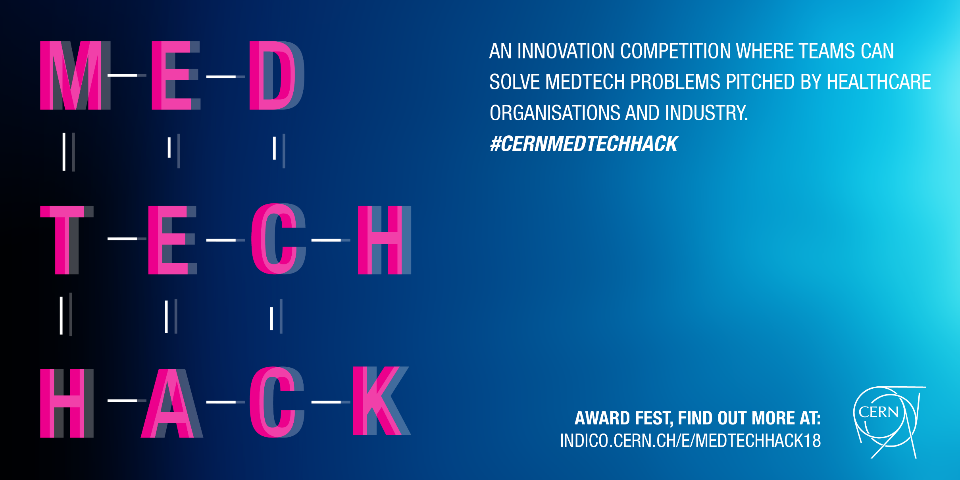 MED
TECH
HACK
AN INNOVATION COMPETITION WHERE TEAMS CAN
SOLVE MEDTECH PROBLEMS PITCHED BY HEALTHCARE
ORGANISATIONS AND INDUSTRY.
#CERNMEDTECHHACK
AWARD FEST, FIND OUT MORE AT:
INDICO.CERN.CH/E/MEDTECHHACK18
CERN